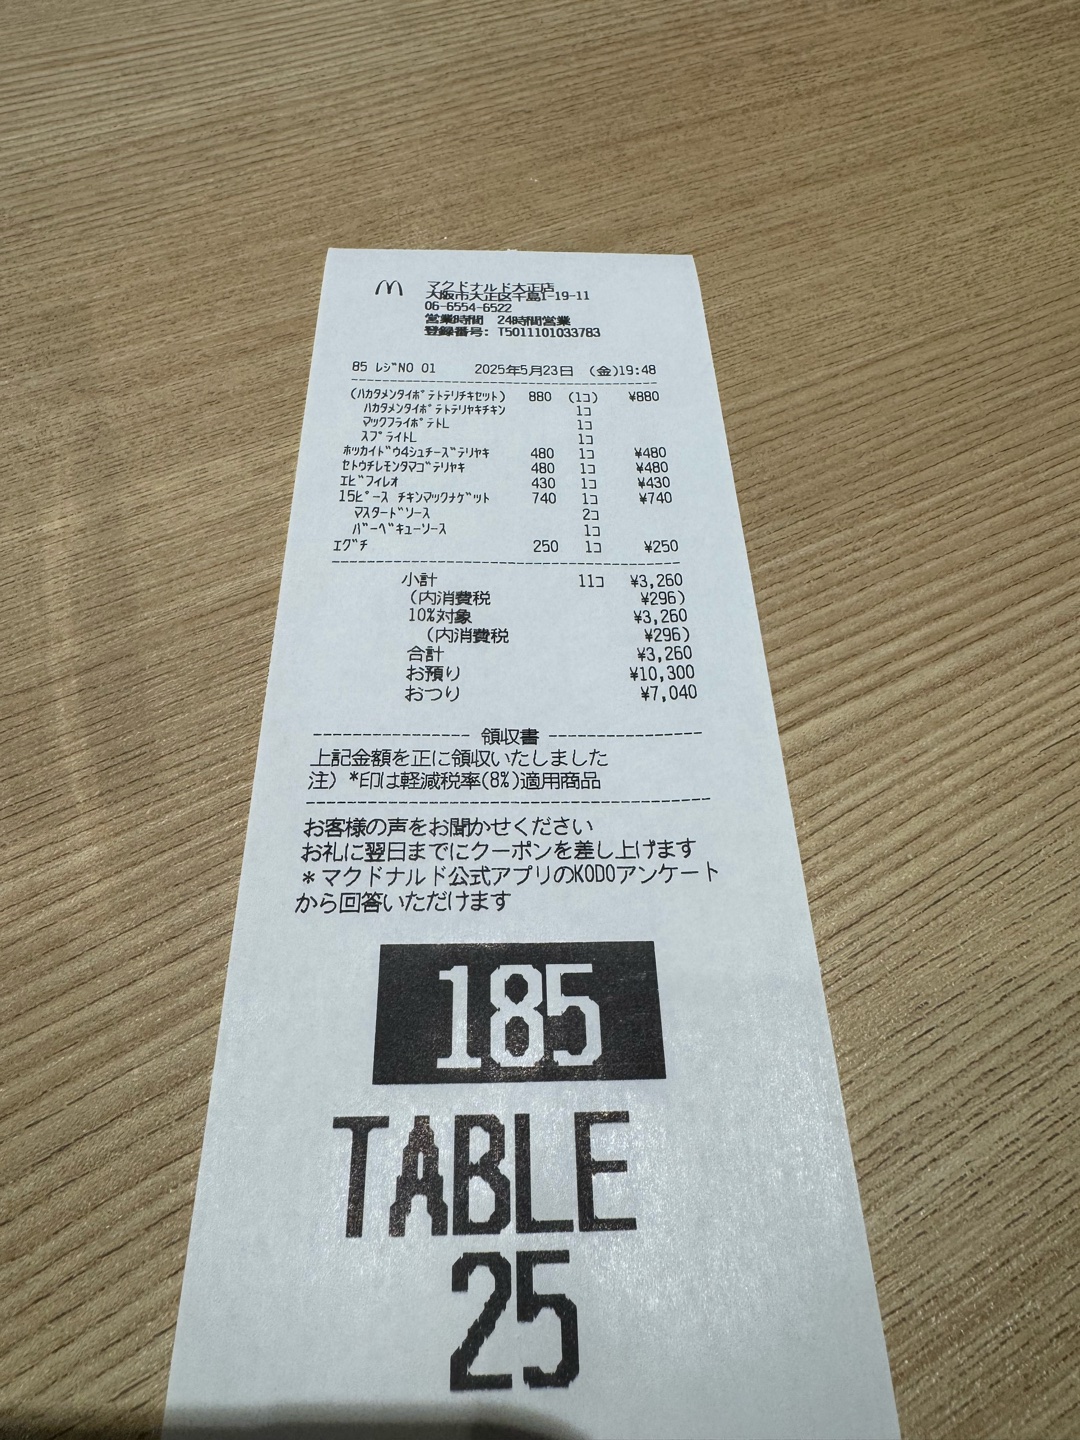 マクドナルド大正店
大阪市大正区千島1-19-11
06-6554-6522
営業時間 24時間営業
登録番号: T5011101033783
85 レジNO 01 2025年5月23日 (金)19:48
(ハカタメンタイポテトテリチキセット) 880 (1コ) ¥880
ハカタメンタイポテトテリヤキチキン 1コ
マックフライポテトL 1コ
スプライトL 1コ
ホッカイドウ4シュチーズテリヤキ 480 1コ ¥480
セトウチレモンタマゴテリヤキ 480 1コ ¥480
エビフィレオ 430 1コ ¥430
15ピース チキンマックナゲット 740 1コ ¥740
マスタードソース 2コ
バーベキューソース 1コ
エグチ 250 1コ ¥250
小計 11コ ¥3,260
(内消費税 ¥296)
10%対象 ¥3,260
(内消費税 ¥296)
合計 ¥3,260
お預り ¥10,300
おつり ¥7,040
領収書
上記金額を正に領収いたしました
注) *印は軽減税率(8%)適用商品
お客様の声をお聞かせください
お礼に翌日までにクーポンを差し上げます
*マクドナルド公式アプリのKODOアンケート
から回答いただけます
185
TABLE
25